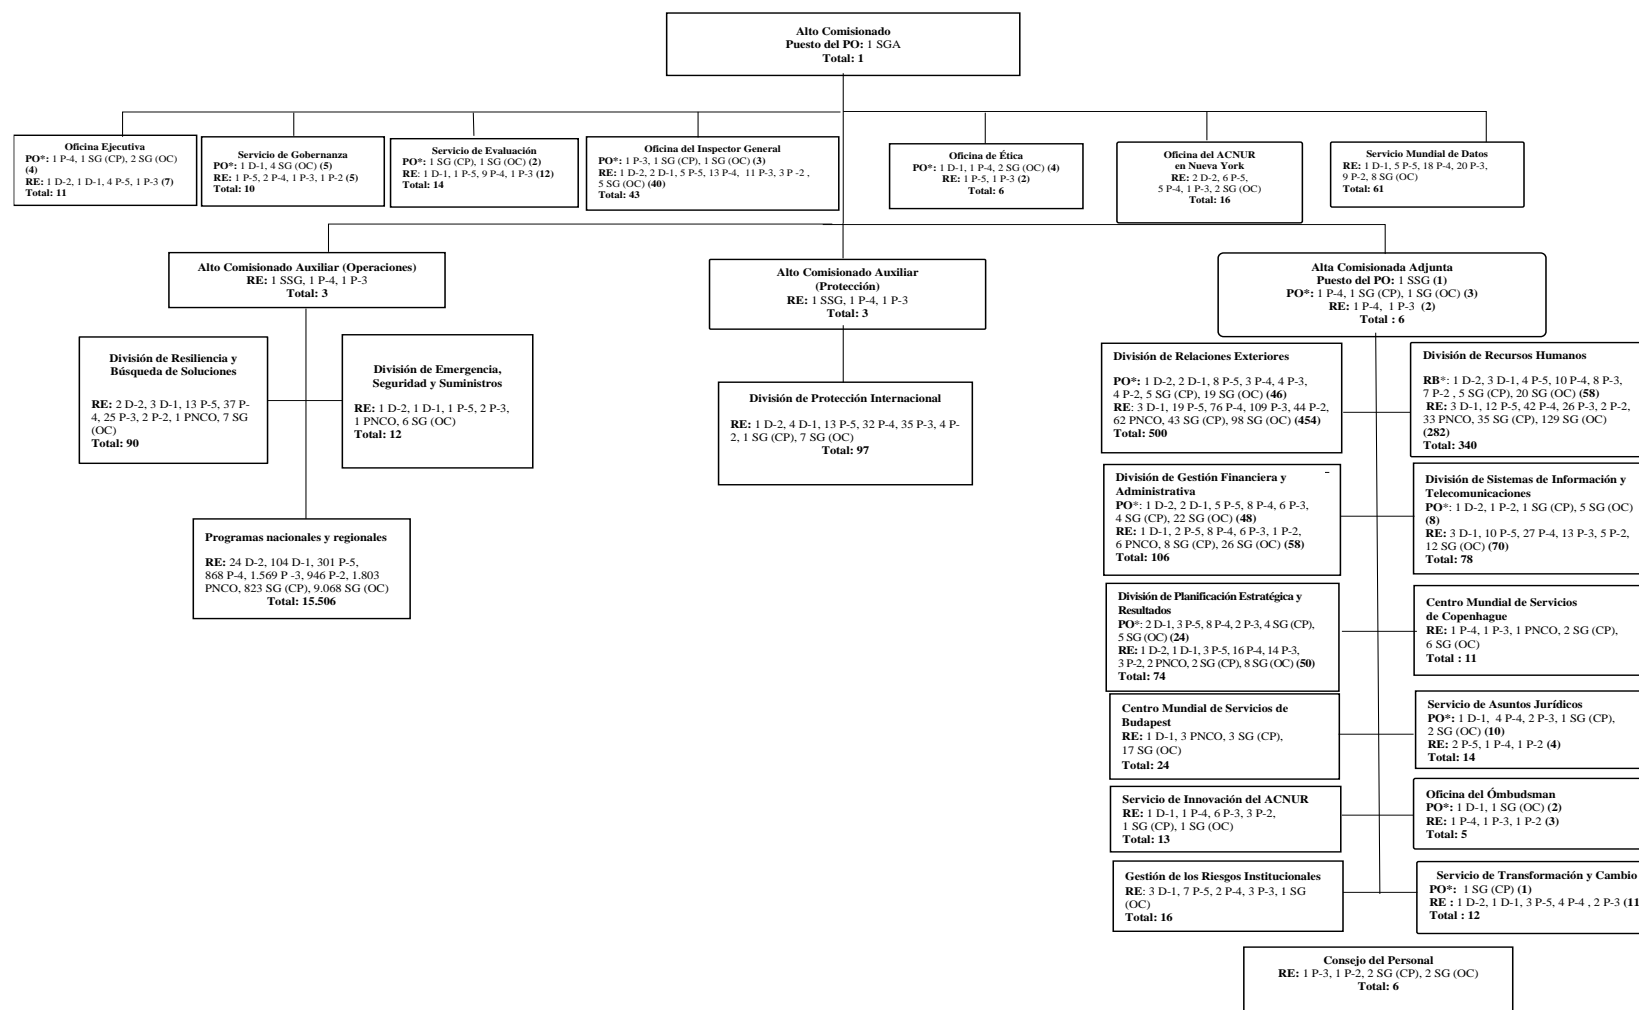 Alto Comisionado
Puesto del PO: 1 SGA
Total: 1
Oficina Ejecutiva
PO*: 1 P-4, 1 SG (CP), 2 SG (OC)
(4)
RE: 1 D-2, 1 D-1, 4 P-5, 1 P-3 (7)
Total: 11
Servicio de Gobernanza
PO*: 1 D-1, 4 SG (OC) (5)
RE: 1 P-5, 2 P-4, 1 P-3, 1 P-2 (5)
Total: 10
Servicio de Evaluación
PO*: 1 SG (CP), 1 SG (OC) (2)
RE: 1 D-1, 1 P-5, 9 P-4, 1 P-3 (12)
Total: 14
Oficina del Inspector General
PO*: 1 P-3, 1 SG (CP), 1 SG (OC) (3)
RE: 1 D-2, 2 D-1, 5 P-5, 13 P-4, 11 P-3, 3 P -2 ,
5 SG (OC) (40)
Total: 43
Oficina de Ética
PO*: 1 D-1, 1 P-4, 2 SG (OC) (4)
RE: 1 P-5, 1 P-3 (2)
Total: 6
Oficina del ACNUR
en Nueva York
RE: 2 D-2, 6 P-5,
5 P-4, 1 P-3, 2 SG (OC)
Total: 16
Servicio Mundial de Datos
RE: 1 D-1, 5 P-5, 18 P-4, 20 P-3,
9 P-2, 8 SG (OC)
Total: 61
Alto Comisionado Auxiliar (Operaciones)
RE: 1 SSG, 1 P-4, 1 P-3
Total: 3
Alto Comisionado Auxiliar
(Protección)
RE: 1 SSG, 1 P-4, 1 P-3
Total: 3
Alta Comisionada Adjunta
Puesto del PO: 1 SSG (1)
PO*: 1 P-4, 1 SG (CP), 1 SG (OC) (3)
RE: 1 P-4, 1 P-3 (2)
Total : 6
División de Resiliencia y
Búsqueda de Soluciones
RE: 2 D-2, 3 D-1, 13 P-5, 37 P-
4, 25 P-3, 2 P-2, 1 PNCO, 7 SG
(OC)
Total: 90
División de Emergencia,
Seguridad y Suministros
RE: 1 D-2, 1 D-1, 1 P-5, 2 P-3,
1 PNCO, 6 SG (OC)
Total: 12
Programas nacionales y regionales
RE: 24 D-2, 104 D-1, 301 P-5,
868 P-4, 1.569 P -3, 946 P-2, 1.803
PNCO, 823 SG (CP), 9.068 SG (OC)
Total: 15.506
División de Protección Internacional
RE: 1 D-2, 4 D-1, 13 P-5, 32 P-4, 35 P-3, 4 P-
2, 1 SG (CP), 7 SG (OC)
Total: 97
División de Relaciones Exteriores
PO*: 1 D-2, 2 D-1, 8 P-5, 3 P-4, 4 P-3,
4 P-2, 5 SG (CP), 19 SG (OC) (46)
RE: 3 D-1, 19 P-5, 76 P-4, 109 P-3, 44 P-2,
62 PNCO, 43 SG (CP), 98 SG (OC) (454)
Total: 500
División de Recursos Humanos
RB*: 1 D-2, 3 D-1, 4 P-5, 10 P-4, 8 P-3,
7 P-2 , 5 SG (CP), 20 SG (OC) (58)
RE: 3 D-1, 12 P-5, 42 P-4, 26 P-3, 2 P-2,
33 PNCO, 35 SG (CP), 129 SG (OC)
(282)
Total: 340
División de Gestión Financiera y
Administrativa
PO*: 1 D-2, 2 D-1, 5 P-5, 8 P-4, 6 P-3,
4 SG (CP), 22 SG (OC) (48)
RE: 1 D-1, 2 P-5, 8 P-4, 6 P-3, 1 P-2,
6 PNCO, 8 SG (CP), 26 SG (OC) (58)
Total: 106
División de Sistemas de Información y
Telecomunicaciones
PO*: 1 D-2, 1 P-2, 1 SG (CP), 5 SG (OC)
(8)
RE: 3 D-1, 10 P-5, 27 P-4, 13 P-3, 5 P-2,
12 SG (OC) (70)
Total: 78
División de Planificación Estratégica y
Resultados
PO*: 2 D-1, 3 P-5, 8 P-4, 2 P-3, 4 SG (CP),
5 SG (OC) (24)
RE: 1 D-2, 1 D-1, 3 P-5, 16 P-4, 14 P-3,
3 P-2, 2 PNCO, 2 SG (CP), 8 SG (OC) (50)
Total: 74
Centro Mundial de Servicios
de Copenhague
RE: 1 P-4, 1 P-3, 1 PNCO, 2 SG (CP),
6 SG (OC)
Total : 11
Centro Mundial de Servicios de
Budapest
RE: 1 D-1, 3 PNCO, 3 SG (CP),
17 SG (OC)
Total: 24
Servicio de Asuntos Jurídicos
PO*: 1 D-1, 4 P-4, 2 P-3, 1 SG (CP),
2 SG (OC) (10)
RE: 2 P-5, 1 P-4, 1 P-2 (4)
Total: 14
Servicio de Innovación del ACNUR
RE: 1 D-1, 1 P-4, 6 P-3, 3 P-2,
1 SG (CP), 1 SG (OC)
Total: 13
Oficina del Ómbudsman
PO*: 1 D-1, 1 SG (OC) (2)
RE: 1 P-4, 1 P-3, 1 P-2 (3)
Total: 5
Gestión de los Riesgos Institucionales
RE: 3 D-1, 7 P-5, 2 P-4, 3 P-3, 1 SG
(OC)
Total: 16
Servicio de Transformación y Cambio
PO*: 1 SG (CP) (1)
RE : 1 D-2, 1 D-1, 3 P-5, 4 P-4 , 2 P-3 (11
Total : 12
Consejo del Personal
RE: 1 P-3, 1 P-2, 2 SG (CP), 2 SG (OC)
Total: 6